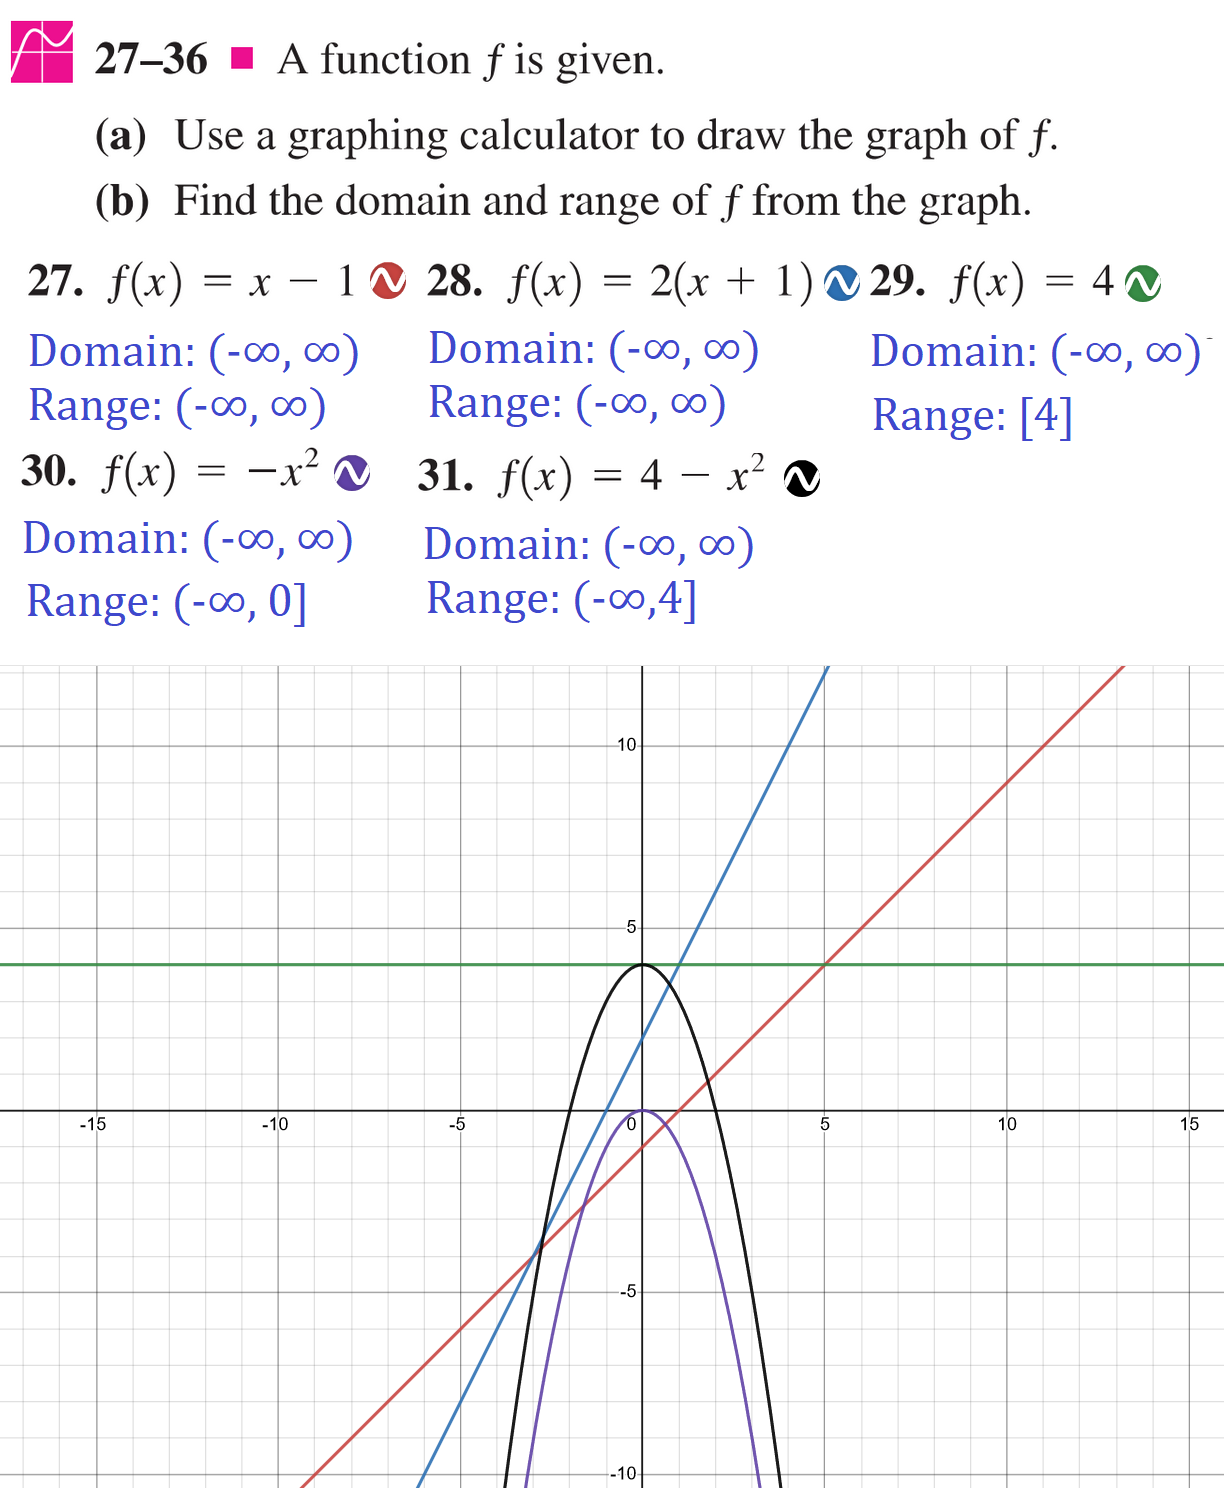 27–36 ■ A function f is given.
(a) Use a graphing calculator to draw the graph of f.
(b) Find the domain and range of f from the graph.
27. f(x) = x − 1 28. f(x) = 2(x + 1) 29. f(x) = 4
Domain: (-∞, ∞) Domain: (-∞, ∞) Domain: (-∞, ∞)
Range: (-∞, ∞) Range: (-∞, ∞) Range: [4]
30. f(x) = −x² 31. f(x) = 4 − x²
Domain: (-∞, ∞) Domain: (-∞, ∞)
Range: (-∞, 0] Range: (-∞,4]
10
5
-15 -10 -5 0 5 10 15
-5
-10